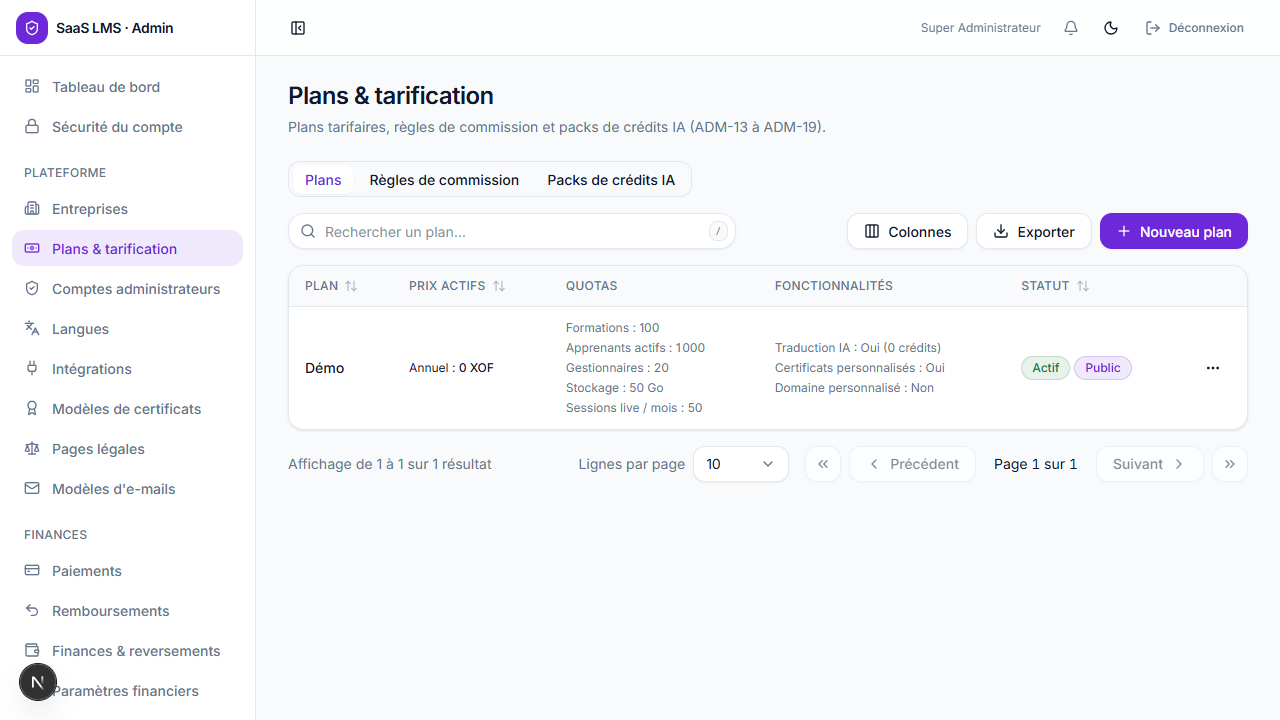 SaaS LMS · Admin
Super Administrateur
Déconnexion
Tableau de bord
Sécurité du compte
PLATEFORME
Entreprises
Plans & tarification
Comptes administrateurs
Langues
Intégrations
Modèles de certificats
Pages légales
Modèles d'e-mails
FINANCES
Paiements
Remboursements
Finances & reversements
Paramètres financiers
N
Plans & tarification
Plans tarifaires, règles de commission et packs de crédits IA (ADM-13 à ADM-19).
Plans
Règles de commission
Packs de crédits IA
Rechercher un plan...
/
Colonnes
Exporter
Nouveau plan
PLAN
PRIX ACTIFS
QUOTAS
FONCTIONNALITÉS
STATUT
Démo
Annuel : 0 XOF
Formations : 100
Apprenants actifs : 1000
Gestionnaires : 20
Stockage : 50 Go
Sessions live / mois : 50
Traduction IA : Oui (0 crédits)
Certificats personnalisés : Oui
Domaine personnalisé : Non
Actif
Public
Affichage de 1 à 1 sur 1 résultat
Lignes par page
10
Précédent
Page 1 sur 1
Suivant